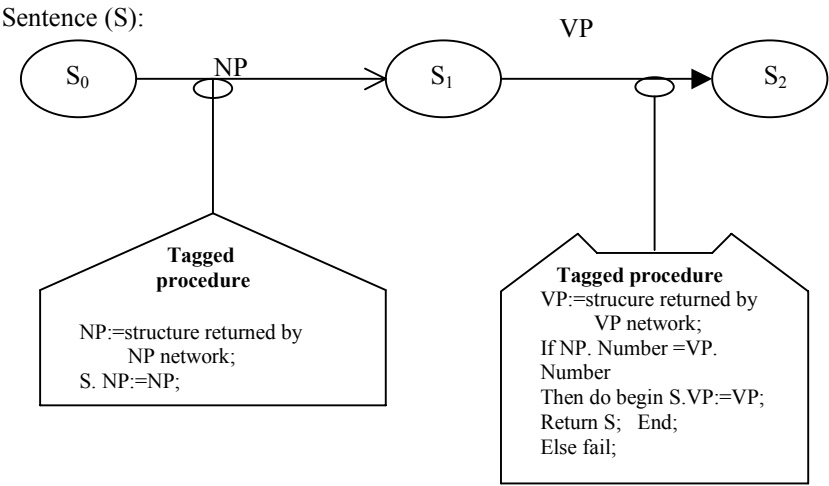 Sentence (S):
VP
NP
S₀
S₁
S₂
Tagged
procedure
NP:=structure returned by
NP network;
S. NP:=NP;
Tagged procedure
VP:=strucure returned by
VP network;
If NP. Number =VP.
Number
Then do begin S.VP:=VP;
Return S; End;
Else fail;